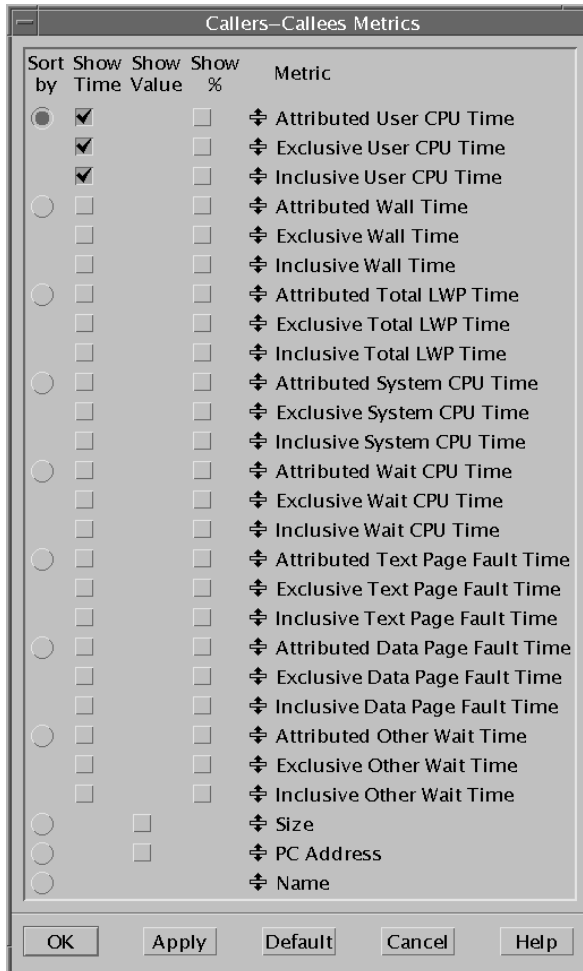 Callers–Callees Metrics
Sort Show Show Show
by Time Value % Metric
Attributed User CPU Time
Exclusive User CPU Time
Inclusive User CPU Time
Attributed Wall Time
Exclusive Wall Time
Inclusive Wall Time
Attributed Total LWP Time
Exclusive Total LWP Time
Inclusive Total LWP Time
Attributed System CPU Time
Exclusive System CPU Time
Inclusive System CPU Time
Attributed Wait CPU Time
Exclusive Wait CPU Time
Inclusive Wait CPU Time
Attributed Text Page Fault Time
Exclusive Text Page Fault Time
Inclusive Text Page Fault Time
Attributed Data Page Fault Time
Exclusive Data Page Fault Time
Inclusive Data Page Fault Time
Attributed Other Wait Time
Exclusive Other Wait Time
Inclusive Other Wait Time
Size
PC Address
Name
OK Apply Default Cancel Help